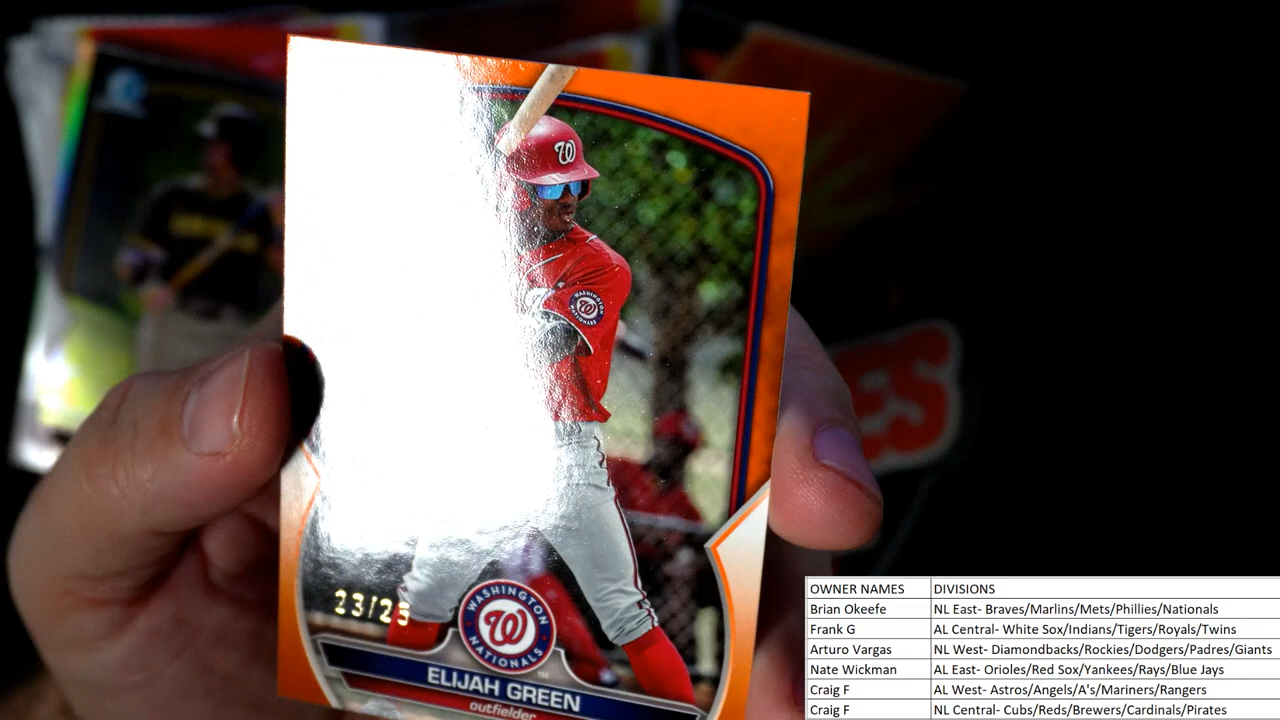 W
WASHINGTON
W
NATIONALS
23/25
WASHINGTON
W
NATIONALS
TM
ELIJAH GREEN
outfielder
ES
OWNER NAMES DIVISIONS
Brian Okeefe NL East- Braves/Marlins/Mets/Phillies/Nationals
Frank G AL Central- White Sox/Indians/Tigers/Royals/Twins
Arturo Vargas NL West- Diamondbacks/Rockies/Dodgers/Padres/Giants
Nate Wickman AL East- Orioles/Red Sox/Yankees/Rays/Blue Jays
Craig F AL West- Astros/Angels/A's/Mariners/Rangers
Craig F NL Central- Cubs/Reds/Brewers/Cardinals/Pirates